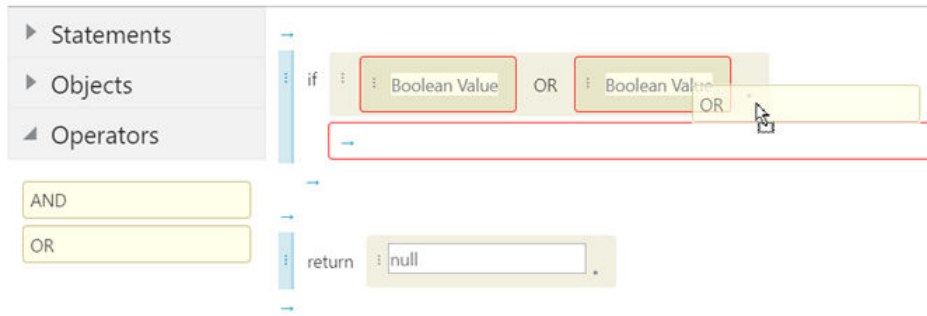 Statements
Objects
Operators
AND
OR
if Boolean Value OR Boolean Value
OR
return null